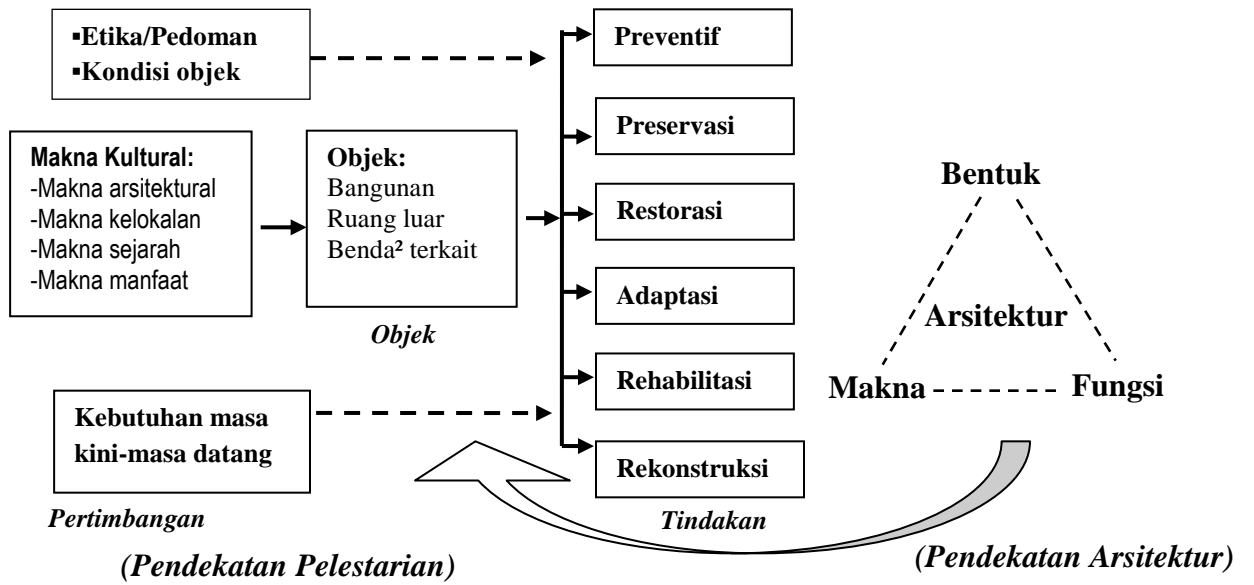 ▪Etika/Pedoman
▪Kondisi objek
Makna Kultural:
-Makna arsitektural
-Makna kelokalan
-Makna sejarah
-Makna manfaat
Kebutuhan masa
kini-masa datang
Pertimbangan
Objek:
Bangunan
Ruang luar
Benda² terkait
Objek
Preventif
Preservasi
Restorasi
Adaptasi
Rehabilitasi
Rekonstruksi
Tindakan
(Pendekatan Pelestarian)
Bentuk
Arsitektur
Makna
Fungsi
(Pendekatan Arsitektur)